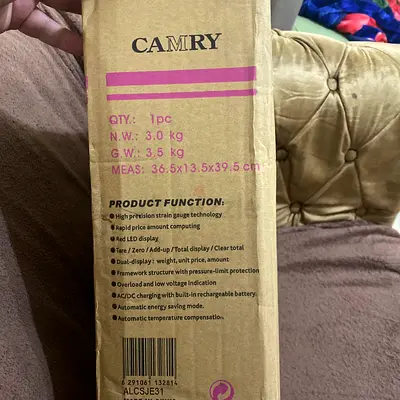 CAMRY
QTY.: 1pc
N.W.: 3.0 kg
G.W.: 3.5 kg
MEAS: 36.5x13.5x39.5 cm
PRODUCT FUNCTION:
• High precision strain gauge technology
• Rapid price amount computing
• Red LED display
• Tare / Zero / Add-up / Total display / Clear total
• Dual-display: weight, unit price, amount
• Framework structure with pressure-limit protection
• Overload and low voltage indication
• AC/DC charging with built-in rechargeable battery
• Automatic energy saving mode.
• Automatic temperature compensation
6 291061 132814
ALCSJE31